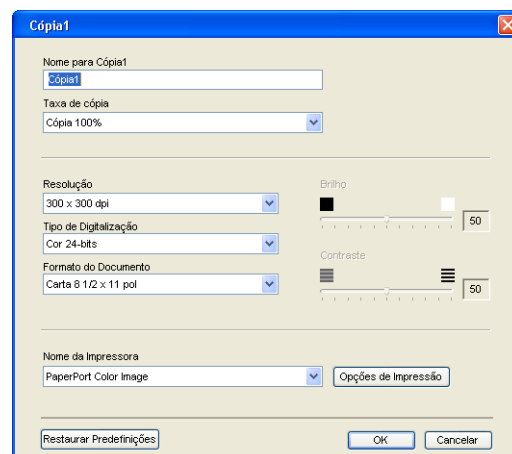 Cópia1
Nome para Cópia1
Cópia1
Taxa de cópia
Cópia 100%
Resolução
300 x 300 dpi
Tipo de Digitalização
Cor 24-bits
Formato do Documento
Carta 8 1/2 x 11 pol
Brilho
50
Contraste
50
Nome da Impressora
PaperPort Color Image
Opções de Impressão
Restaurar Predefinições
OK
Cancelar